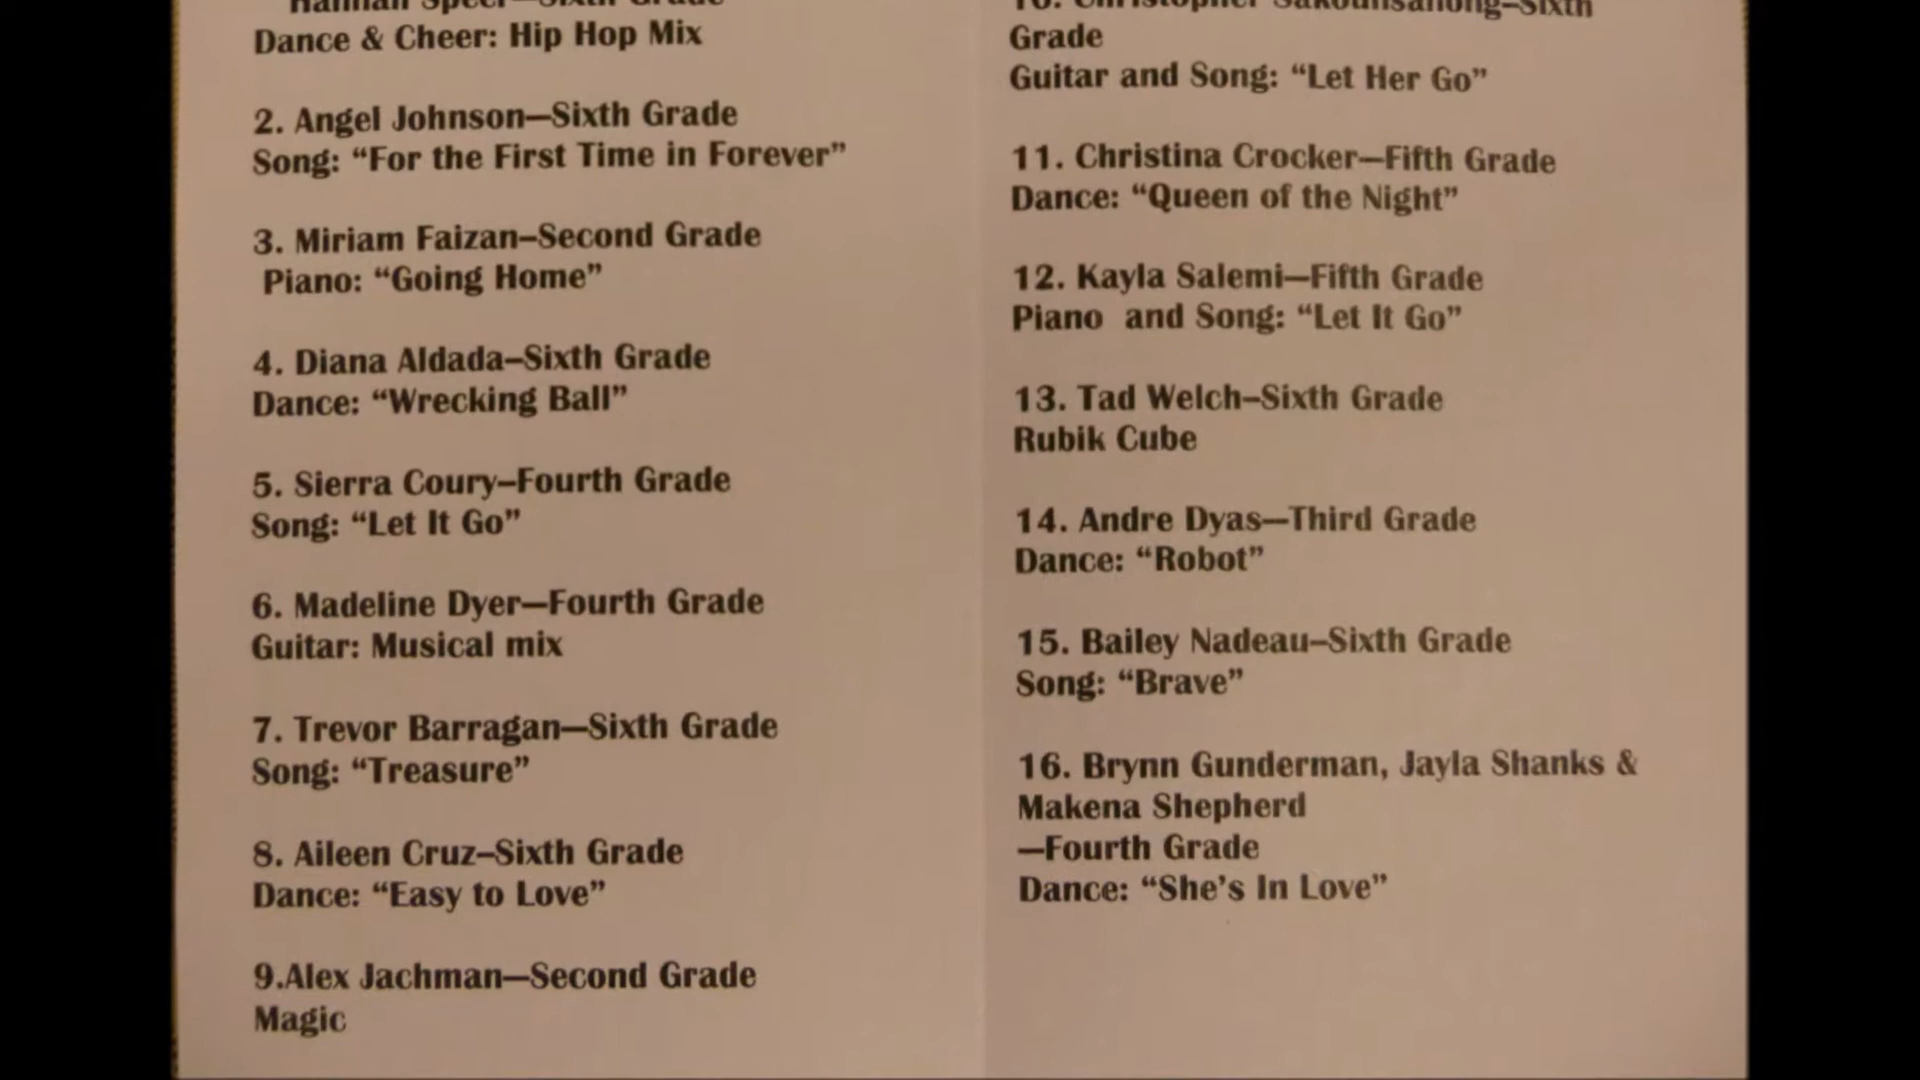 Hannah Speer—Sixth Grade
Dance & Cheer: Hip Hop Mix
2. Angel Johnson—Sixth Grade
Song: “For the First Time in Forever”
3. Miriam Faizan–Second Grade
Piano: “Going Home”
4. Diana Aldada–Sixth Grade
Dance: “Wrecking Ball”
5. Sierra Coury–Fourth Grade
Song: “Let It Go”
6. Madeline Dyer—Fourth Grade
Guitar: Musical mix
7. Trevor Barragan—Sixth Grade
Song: “Treasure”
8. Aileen Cruz–Sixth Grade
Dance: “Easy to Love”
9.Alex Jachman—Second Grade
Magic
10. Christopher –Sixth
Grade
Guitar and Song: “Let Her Go”
11. Christina Crocker—Fifth Grade
Dance: “Queen of the Night”
12. Kayla Salemi—Fifth Grade
Piano and Song: “Let It Go”
13. Tad Welch–Sixth Grade
Rubik Cube
14. Andre Dyas—Third Grade
Dance: “Robot”
15. Bailey Nadeau–Sixth Grade
Song: “Brave”
16. Brynn Gunderman, Jayla Shanks &
Makena Shepherd
—Fourth Grade
Dance: “She’s In Love”